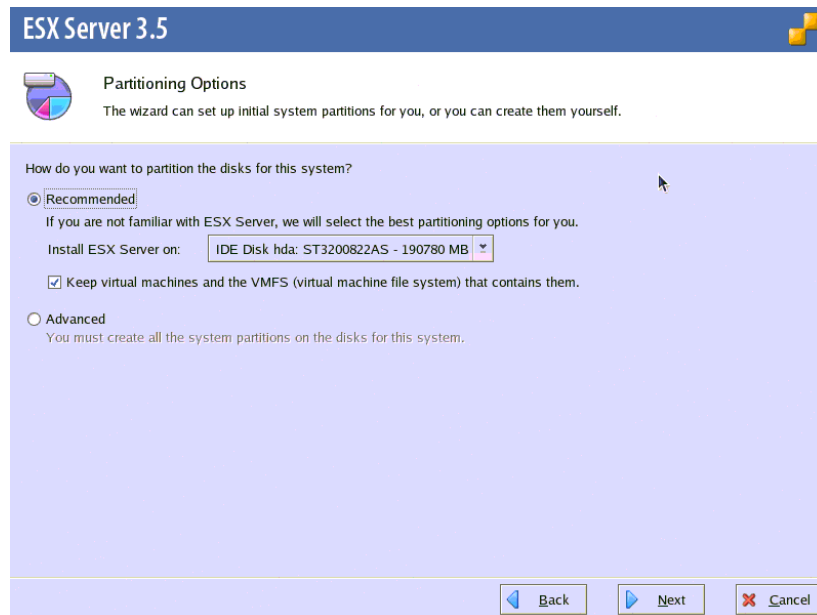 ESX Server 3.5
Partitioning Options
The wizard can set up initial system partitions for you, or you can create them yourself.
How do you want to partition the disks for this system?
Recommended
If you are not familiar with ESX Server, we will select the best partitioning options for you.
Install ESX Server on: IDE Disk hda: ST3200822AS - 190780 MB
Keep virtual machines and the VMFS (virtual machine file system) that contains them.
Advanced
You must create all the system partitions on the disks for this system.
Back Next Cancel